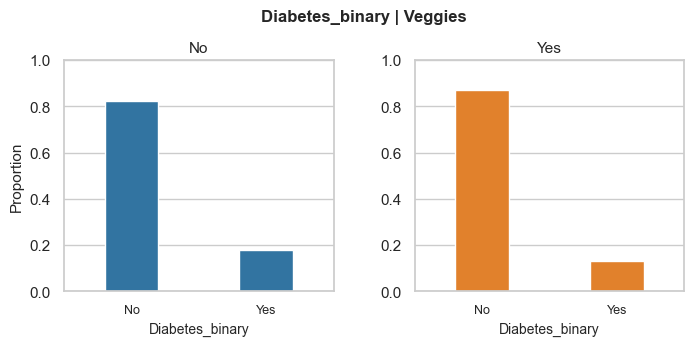 Diabetes_binary | Veggies
No
1.0
0.8
0.6
0.4
0.2
0.0
Proportion
No Yes
Diabetes_binary
Yes
1.0
0.8
0.6
0.4
0.2
0.0
No Yes
Diabetes_binary